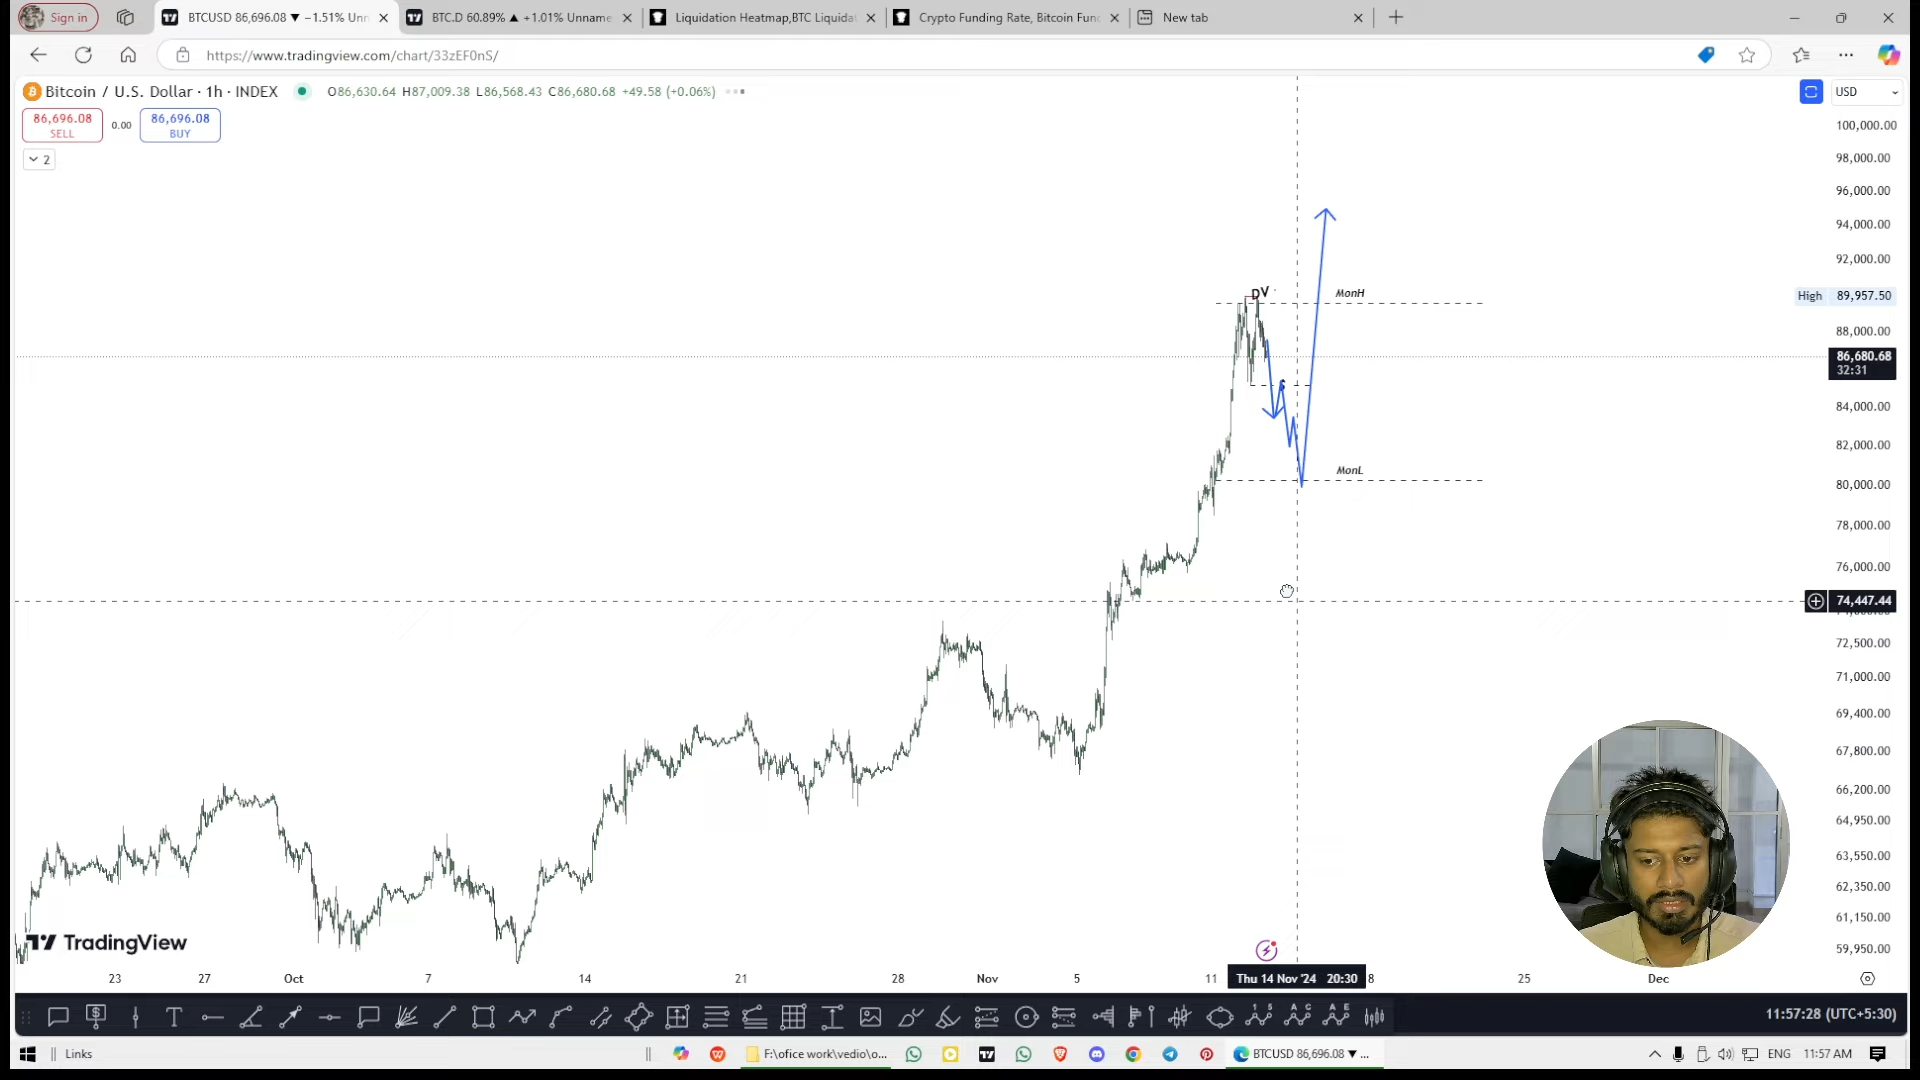 Sign in
BTCUSD 86,696.08 ▼ −1.51% Unn
BTC.D 60.89% ▲ +1.01% Unname
Liquidation Heatmap,BTC Liquidat
Crypto Funding Rate, Bitcoin Fund
New tab
https://www.tradingview.com/chart/33zEF0nS/
Bitcoin / U.S. Dollar · 1h · INDEX
O86,630.64 H87,009.38 L86,568.43 C86,680.68 +49.58 (+0.06%)
USD
86,696.08
SELL
0.00
86,696.08
BUY
2
100,000.00
98,000.00
96,000.00
94,000.00
92,000.00
High 89,957.50
88,000.00
86,680.68
32:31
84,000.00
82,000.00
80,000.00
78,000.00
76,000.00
74,447.44
72,500.00
71,000.00
69,400.00
67,800.00
66,200.00
64,950.00
63,550.00
62,350.00
61,150.00
59,950.00
DV
MonH
MonL
TradingView
23 27 Oct 7 14 21 28 Nov 5 11 Thu 14 Nov '24 20:30 8 25 Dec
11:57:28 (UTC+5:30)
Links
F:\ofice work\vedio\o...
BTCUSD 86,696.08 ▼ ...
ENG
11:57 AM